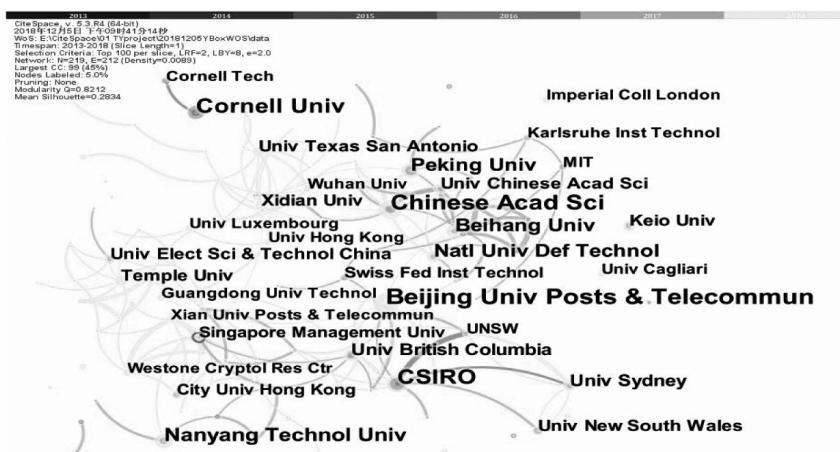 2013 2014 2015 2016 2017
CiteSpace, v. 5.3.R4 (64-bit)
2018年12月5日 下午09时41分14秒
WoS: E:\CiteSpace\01 TYproject\20181205YBoxWOS\data
Timespan: 2013-2018 (Slice Length=1)
Selection Criteria: Top 100 per slice, LRF=2, LBY=8, e=2.0
Network: N=219, E=212 (Density=0.0089)
Largest CC: 99 (45%)
Nodes Labeled: 5.0%
Pruning: None
Modularity Q=0.8212
Mean Silhouette=0.2834
Cornell Tech
Cornell Univ
Imperial Coll London
Karlsruhe Inst Technol
Univ Texas San Antonio
Peking Univ
MIT
Wuhan Univ
Univ Chinese Acad Sci
Xidian Univ
Chinese Acad Sci
Univ Luxembourg
Beihang Univ
Keio Univ
Univ Hong Kong
Univ Elect Sci & Technol China
Natl Univ Def Technol
Temple Univ
Swiss Fed Inst Technol
Univ Cagliari
Guangdong Univ Technol
Beijing Univ Posts & Telecommun
Xian Univ Posts & Telecommun
Singapore Management Univ
UNSW
Univ British Columbia
Westone Cryptol Res Ctr
CSIRO
Univ Sydney
City Univ Hong Kong
Univ New South Wales
Nanyang Technol Univ